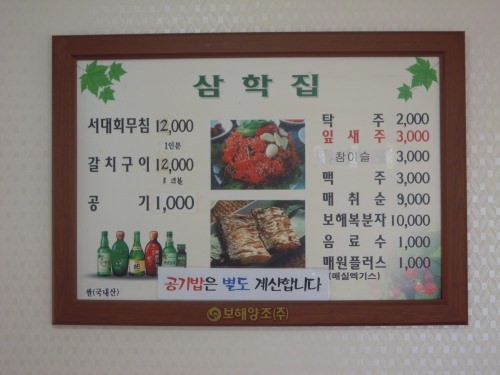 삼학집
서대회무침 12,000
1인분
갈치구이 12,000
공기 1,000
탁주 2,000
잎새주 3,000
참이슬 3,000
맥주 3,000
매취순 9,000
보해복분자 10,000
음료수 1,000
매원플러스 1,000
(매실엑기스)
공기밥은 별도 계산합니다
쌀(국내산)
보해양조(주)